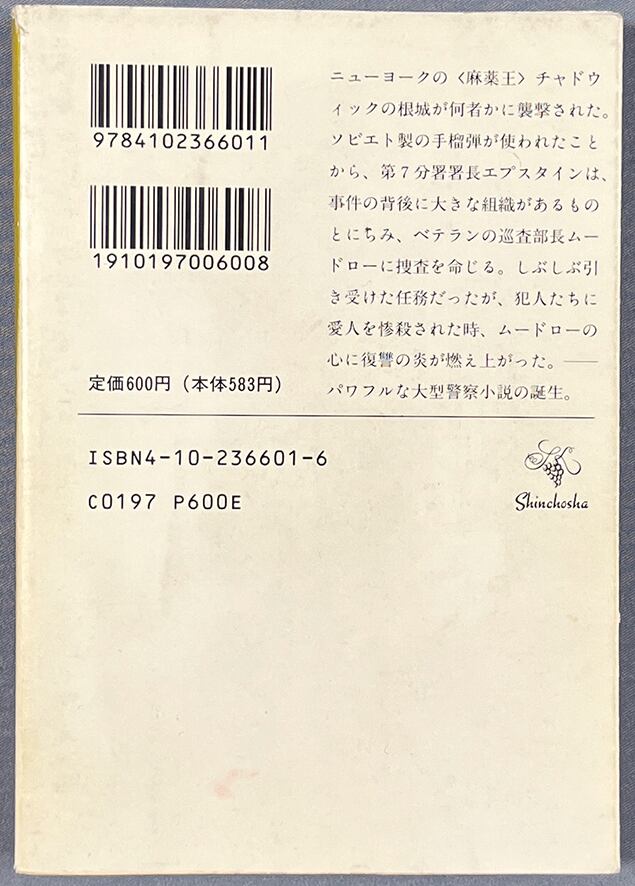 9784102366011
1910197006008
定価600円（本体583円）
ニューヨークの〈麻薬王〉チャドウ
ィックの根城が何者かに襲撃された。
ソビエト製の手榴弾が使われたこと
から、第7分署署長エプスタインは、
事件の背後に大きな組織があるもの
とにらみ、ベテランの巡査部長ムー
ドローに捜査を命じる。しぶしぶ引
き受けた任務だったが、犯人たちに
愛人を惨殺された時、ムードローの
心に復讐の炎が燃え上がった。——
パワフルな大型警察小説の誕生。
ISBN4-10-236601-6
C0197 P600E
Shinchosha